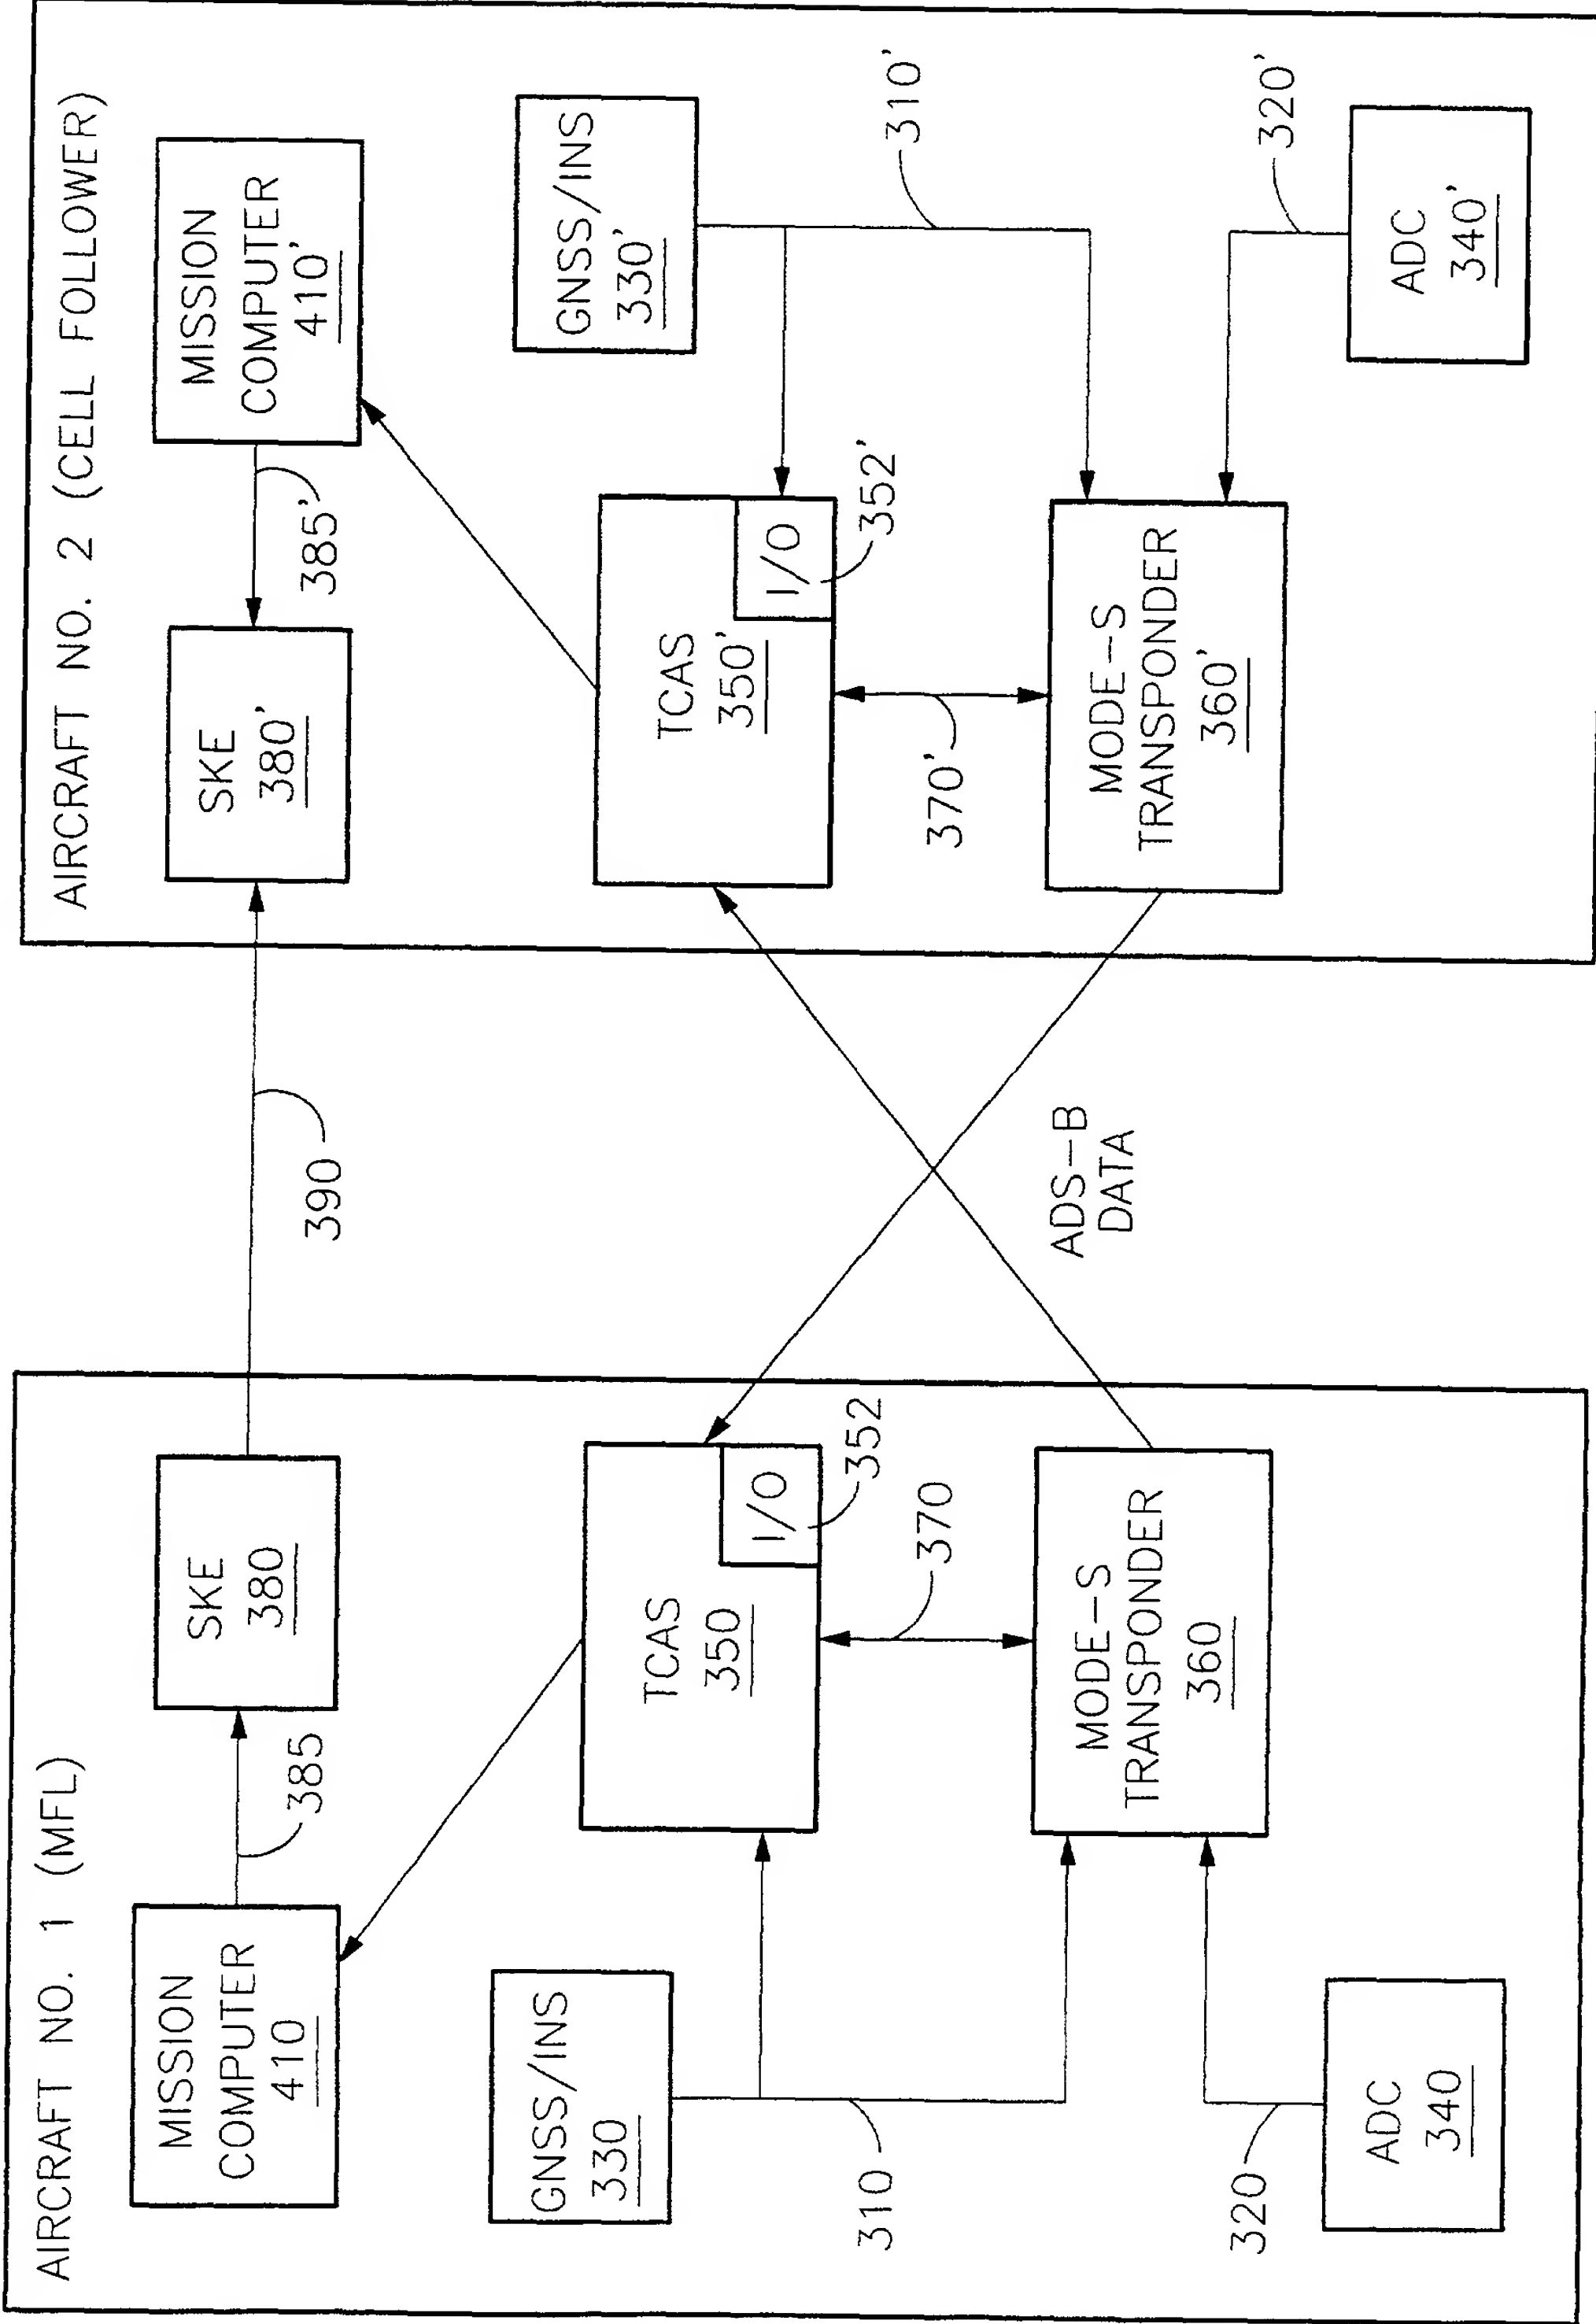 AIRCRAFT NO. 1 (MFL)
MISSION
COMPUTER
410
385
SKE
380
390
GNSS/INS
330
310
TCAS
350
I/O
352
370
ADC
340
320
MODE-S
TRANSPONDER
360
ADS-B
DATA
AIRCRAFT NO. 2 (CELL FOLLOWER)
SKE
380'
385'
MISSION
COMPUTER
410'
TCAS
350'
I/O
352'
GNSS/INS
330'
310'
370'
MODE-S
TRANSPONDER
360'
320'
ADC
340'